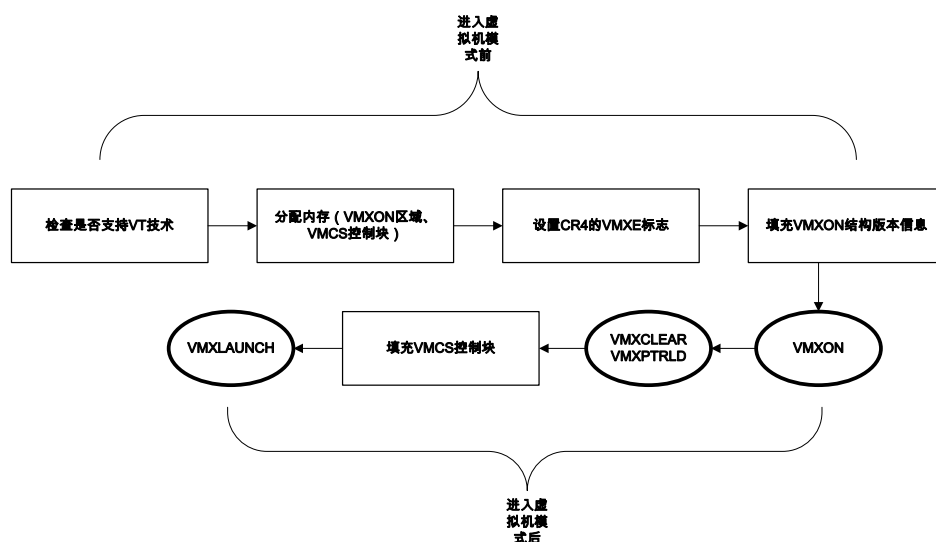 进入虚
拟机模
式前
检查是否支持VT技术
分配内存（VMXON区域、
VMCS控制块）
设置CR4的VMXE标志
填充VMXON结构版本信息
VMXLAUNCH
填充VMCS控制块
VMXCLEAR
VMXPTRLD
VMXON
进入虚
拟机模
式后